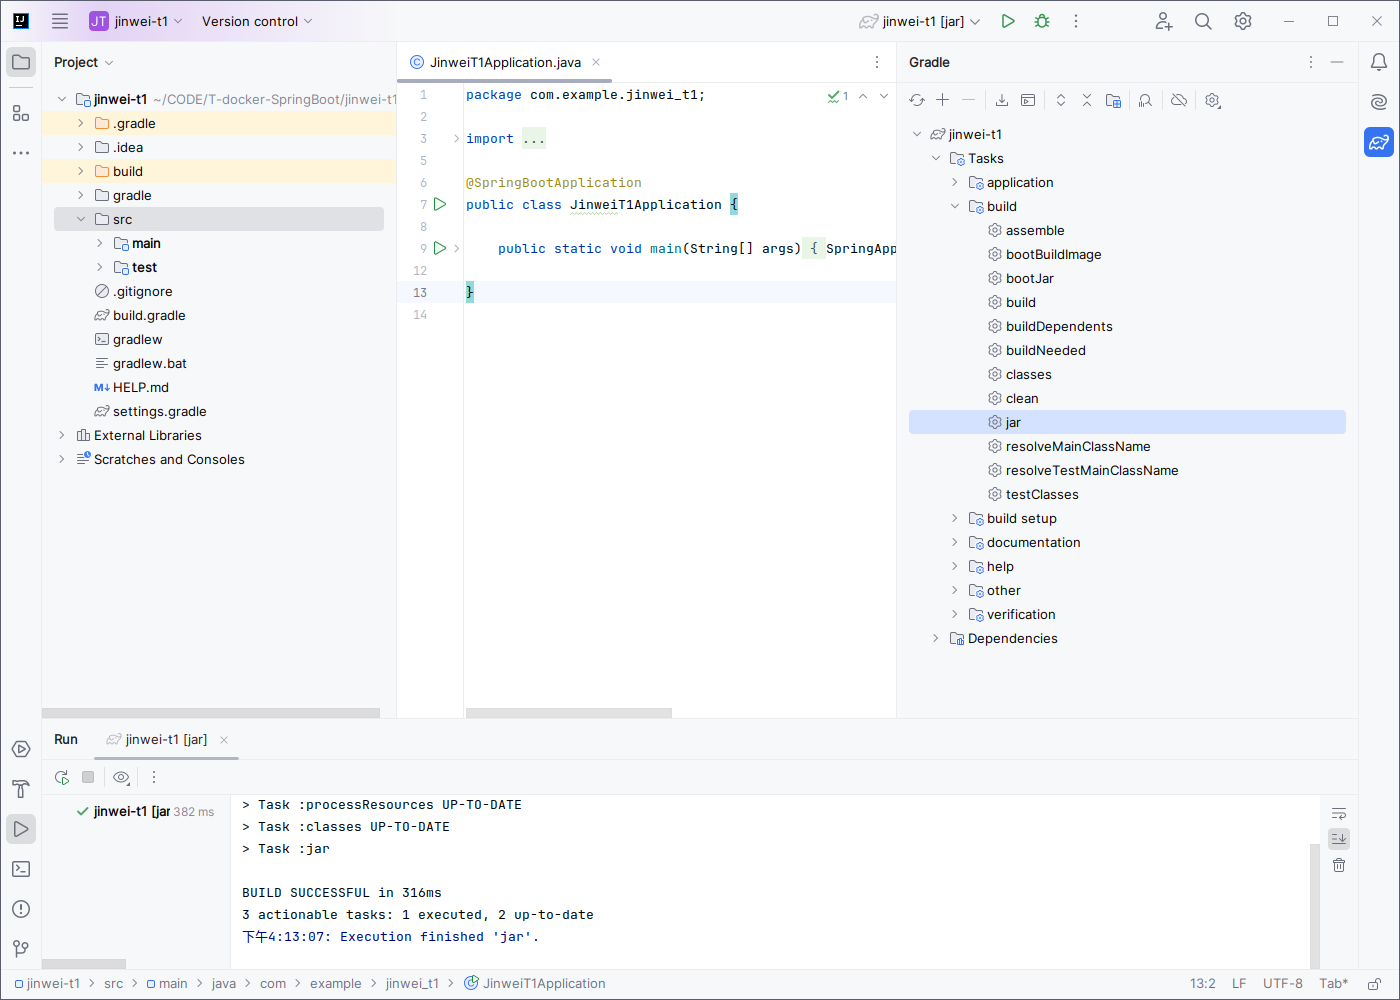 JT jinwei-t1
Version control
jinwei-t1 [jar]
Project
jinwei-t1 ~/CODE/T-docker-SpringBoot/jinwei-t1
.gradle
.idea
build
gradle
src
main
test
.gitignore
build.gradle
gradlew
gradlew.bat
M↓ HELP.md
settings.gradle
External Libraries
Scratches and Consoles
JinweiT1Application.java
1 package com.example.jinwei_t1;
2
3 import ...
5
6 @SpringBootApplication
7 public class JinweiT1Application {
8
9 public static void main(String[] args) { SpringApp
12
13 }
14
1
Gradle
jinwei-t1
Tasks
application
build
assemble
bootBuildImage
bootJar
build
buildDependents
buildNeeded
classes
clean
jar
resolveMainClassName
resolveTestMainClassName
testClasses
build setup
documentation
help
other
verification
Dependencies
Run
jinwei-t1 [jar]
jinwei-t1 [jar 382 ms
> Task :processResources UP-TO-DATE
> Task :classes UP-TO-DATE
> Task :jar
BUILD SUCCESSFUL in 316ms
3 actionable tasks: 1 executed, 2 up-to-date
下午4:13:07: Execution finished 'jar'.
jinwei-t1 > src > main > java > com > example > jinwei_t1 > JinweiT1Application
13:2 LF UTF-8 Tab*